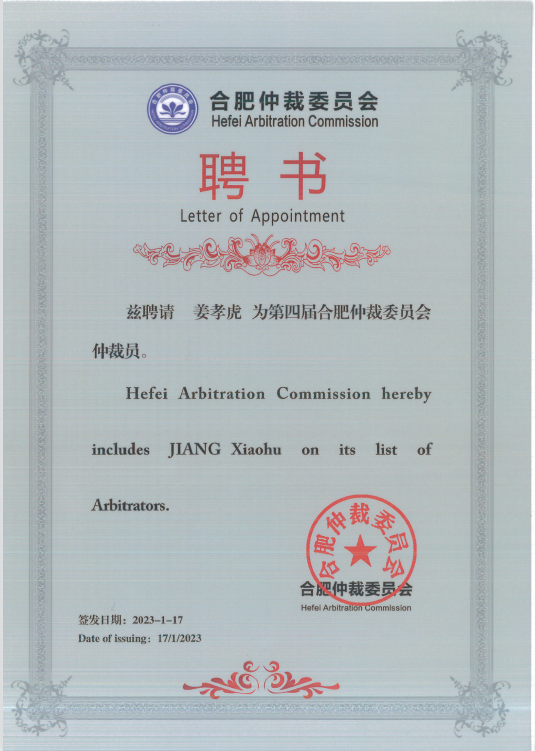 合肥仲裁委员会
Hefei Arbitration Commission
聘书
Letter of Appointment
兹聘请 姜孝虎 为第四届合肥仲裁委员会
仲裁员。
Hefei Arbitration Commission hereby
includes JIANG Xiaohu on its list of
Arbitrators.
合肥仲裁委员会
合肥仲裁委员会
Hefei Arbitration Commission
签发日期：2023-1-17
Date of issuing：17/1/2023